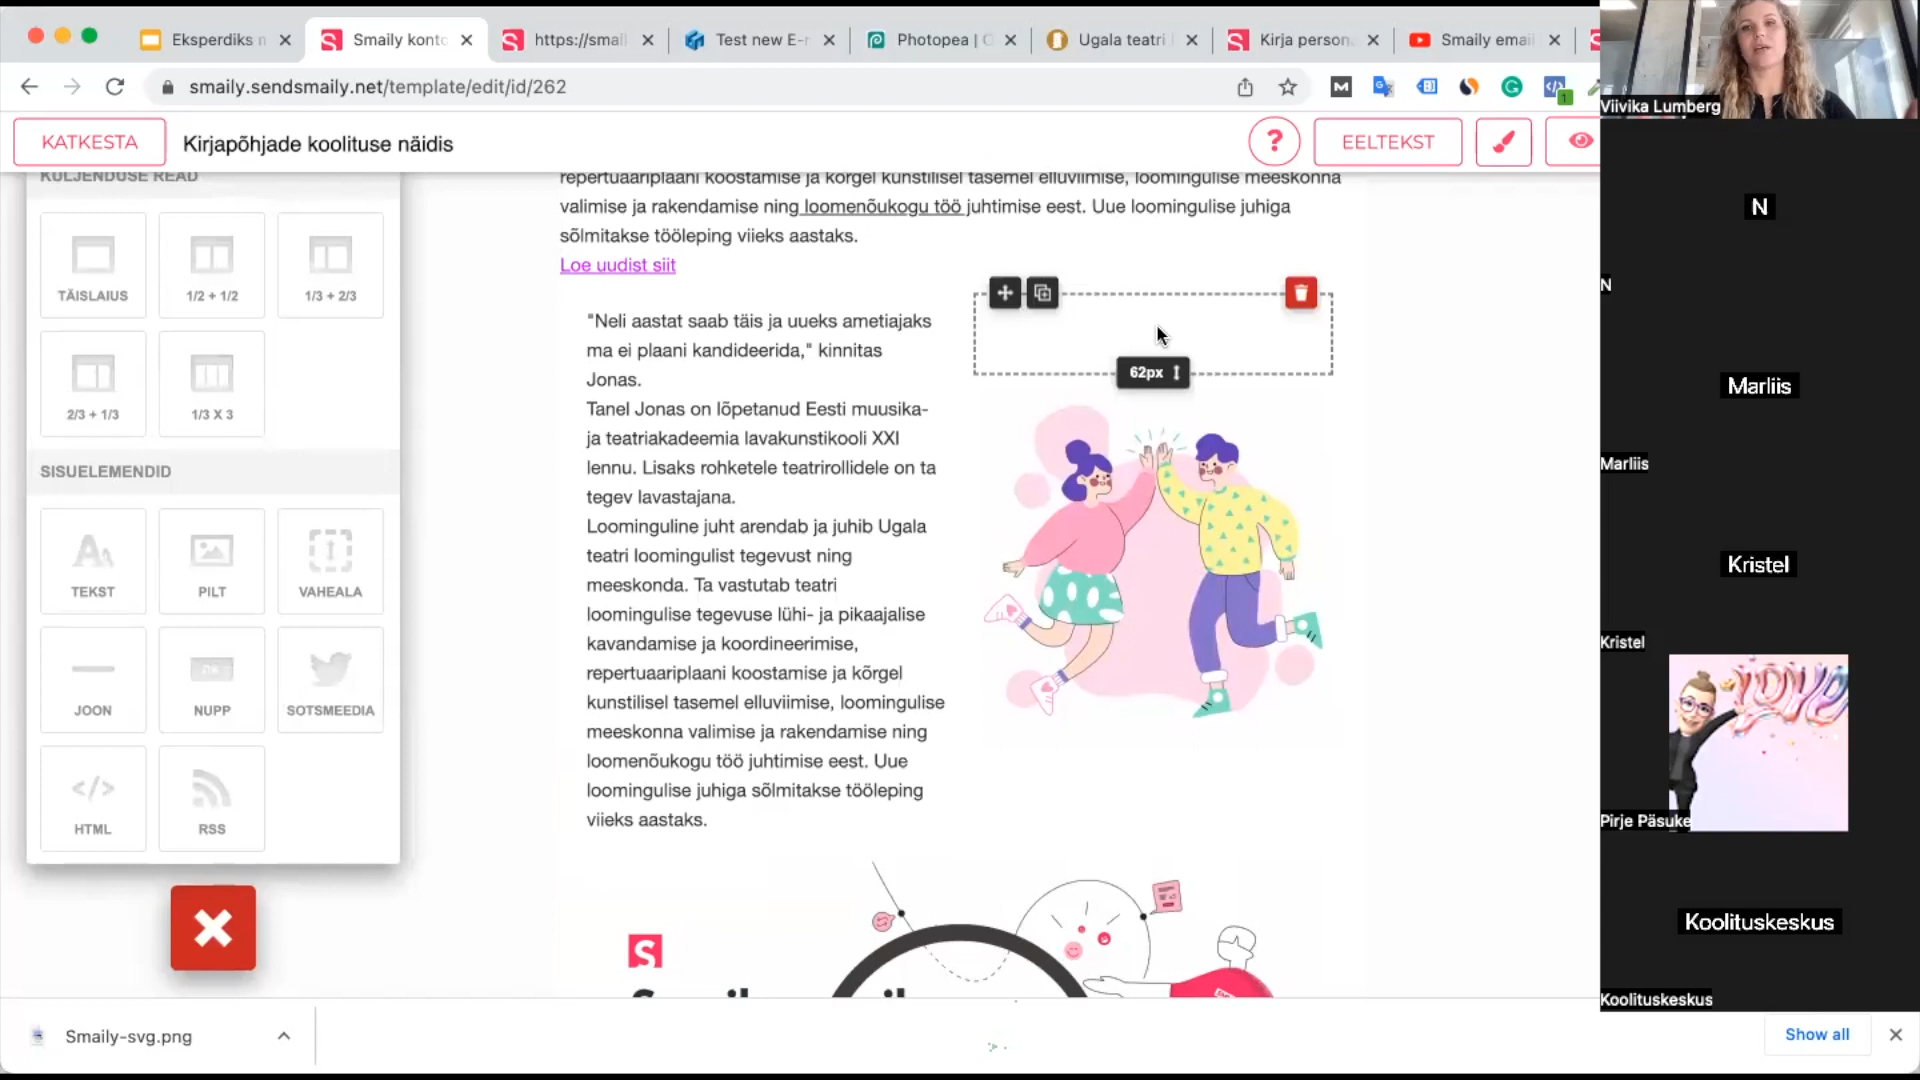 Eksperdiks n
Smaily konto
https://smail
Test new E-r
Photopea | O
Ugala teatri
Kirja person
Smaily emai
smaily.sendsmaily.net/template/edit/id/262
Viivika Lumberg
KATKESTA
Kirjapõhjade koolituse näidis
?
EELTEKST
KÜLJENDUSE READ
TÄISLAIUS
1/2 + 1/2
1/3 + 2/3
2/3 + 1/3
1/3 X 3
SISUELEMENDID
TEKST
PILT
VAHEALA
JOON
NUPP
SOTSMEEDIA
HTML
RSS
repertuaariplaani koostamise ja kõrgel kunstilisel tasemel elluviimise, loomingulise meeskonna
valimise ja rakendamise ning loomenõukogu töö juhtimise eest. Uue loomingulise juhiga
sõlmitakse tööleping viieks aastaks.
Loe uudist siit
"Neli aastat saab täis ja uueks ametiajaks
ma ei plaani kandideerida," kinnitas
Jonas.
Tanel Jonas on lõpetanud Eesti muusika-
ja teatriakadeemia lavakunstikooli XXI
lennu. Lisaks rohketele teatrirollidele on ta
tegev lavastajana.
Loominguline juht arendab ja juhib Ugala
teatri loomingulist tegevust ning
meeskonda. Ta vastutab teatri
loomingulise tegevuse lühi- ja pikaajalise
kavandamise ja koordineerimise,
repertuaariplaani koostamise ja kõrgel
kunstilisel tasemel elluviimise, loomingulise
meeskonna valimise ja rakendamise ning
loomenõukogu töö juhtimise eest. Uue
loomingulise juhiga sõlmitakse tööleping
viieks aastaks.
62px
S
N
N
Marliis
Marliis
Kristel
Kristel
Pirje Päsuke
Koolituskeskus
Koolituskeskus
Smaily-svg.png
Show all